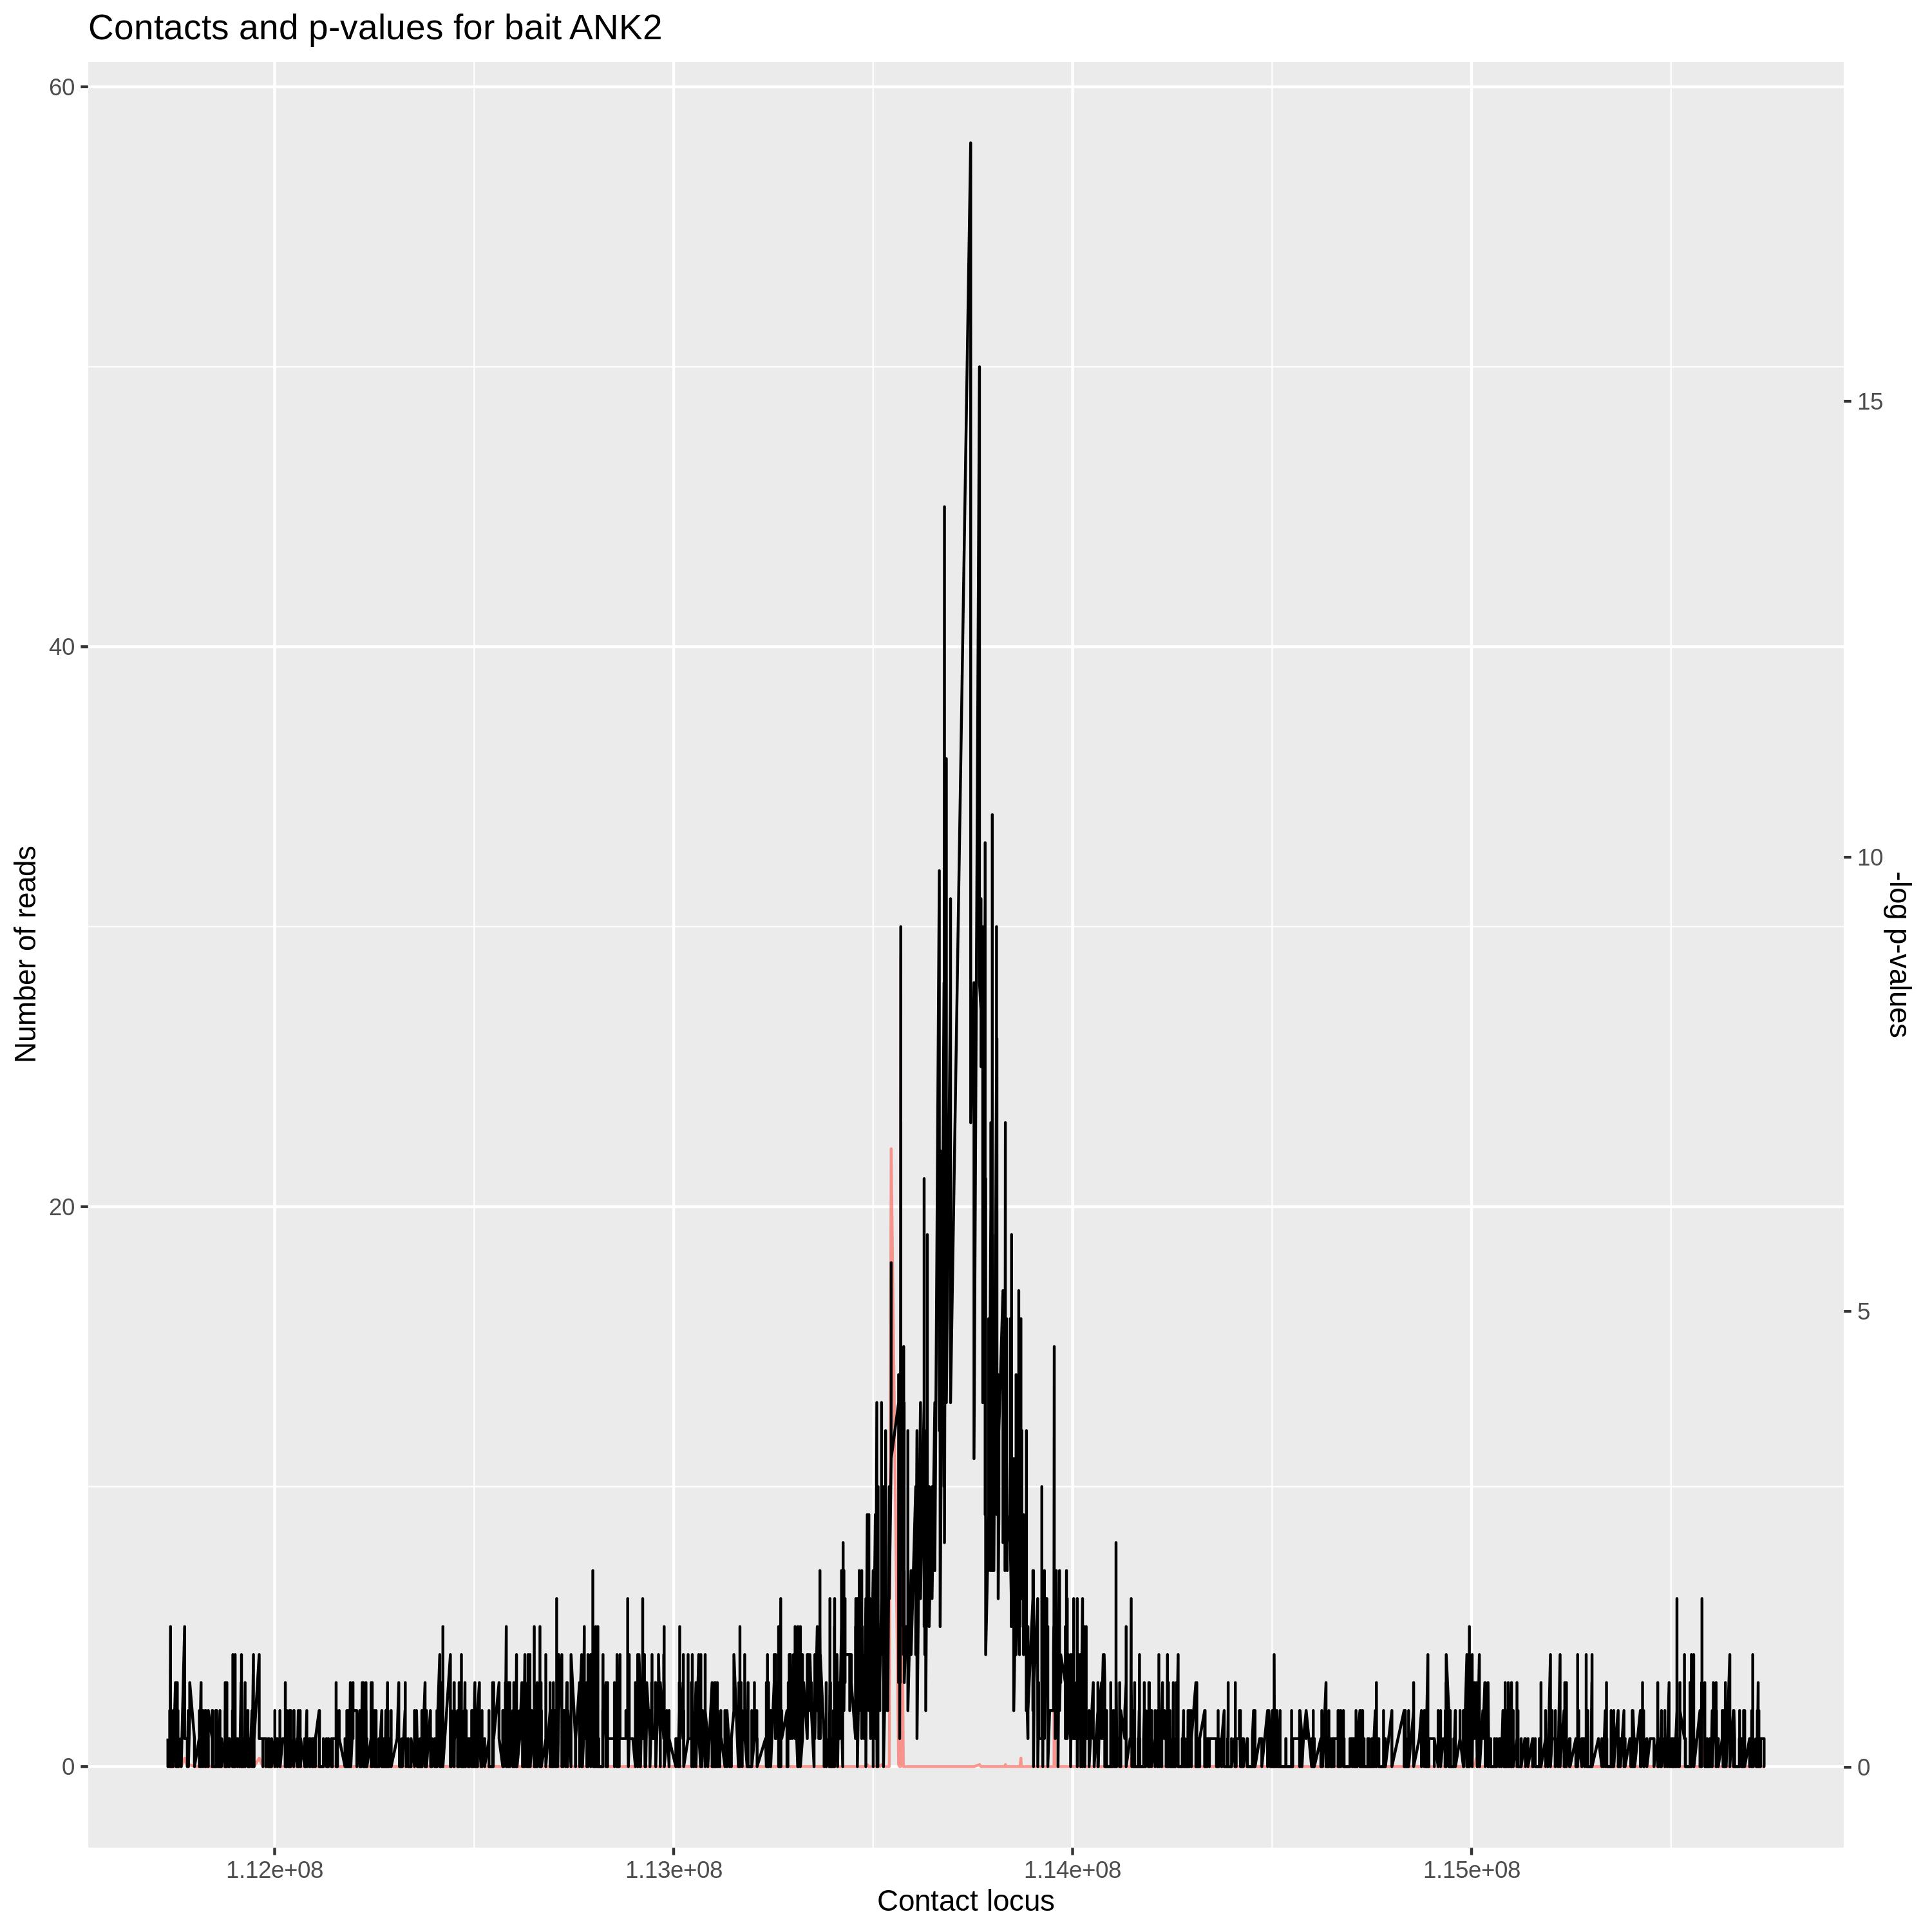 Contacts and p-values for bait ANK2
60
40
20
0
Number of reads
15
10
5
0
-log p-values
1.12e+08
1.13e+08
1.14e+08
1.15e+08
Contact locus